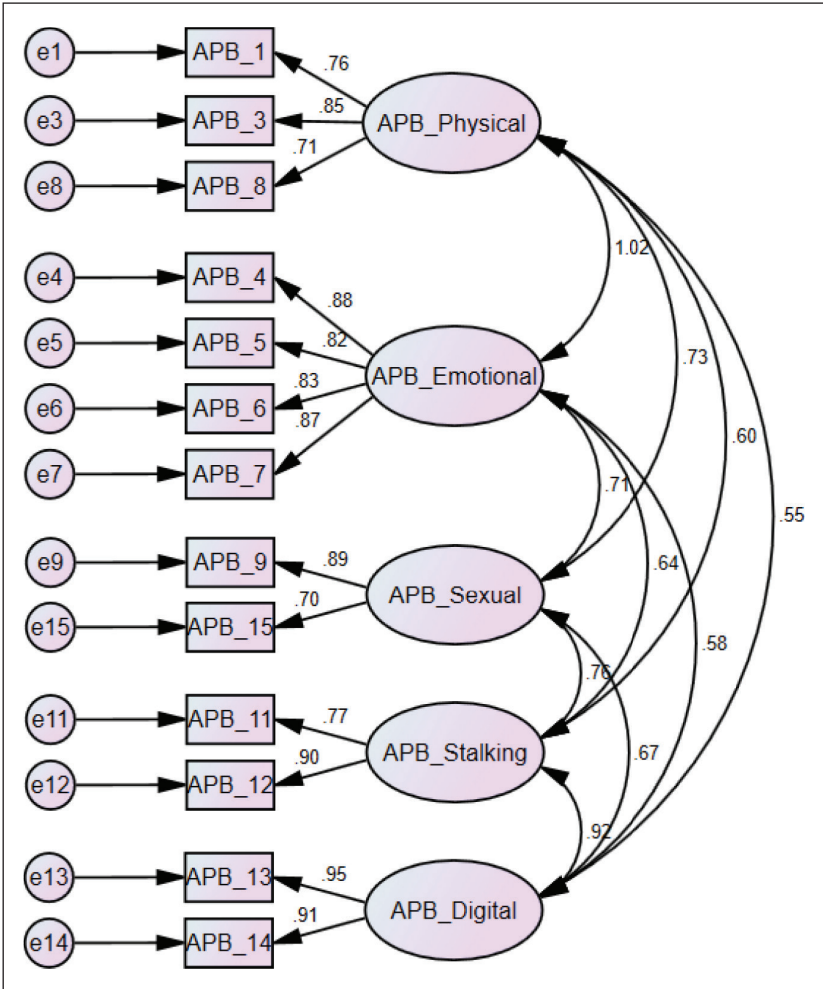 e1 APB_1 .76
e3 APB_3 .85 APB_Physical
e8 APB_8 .71
1.02
e4 APB_4 .88
e5 APB_5 .82 .73
e6 APB_6 .83 APB_Emotional
e7 APB_7 .87
.60
.71
.55
e9 APB_9 .89 .64
e15 APB_15 .70 APB_Sexual
.58
.76
e11 APB_11 .77
e12 APB_12 .90 APB_Stalking .67
.92
e13 APB_13 .95
e14 APB_14 .91 APB_Digital